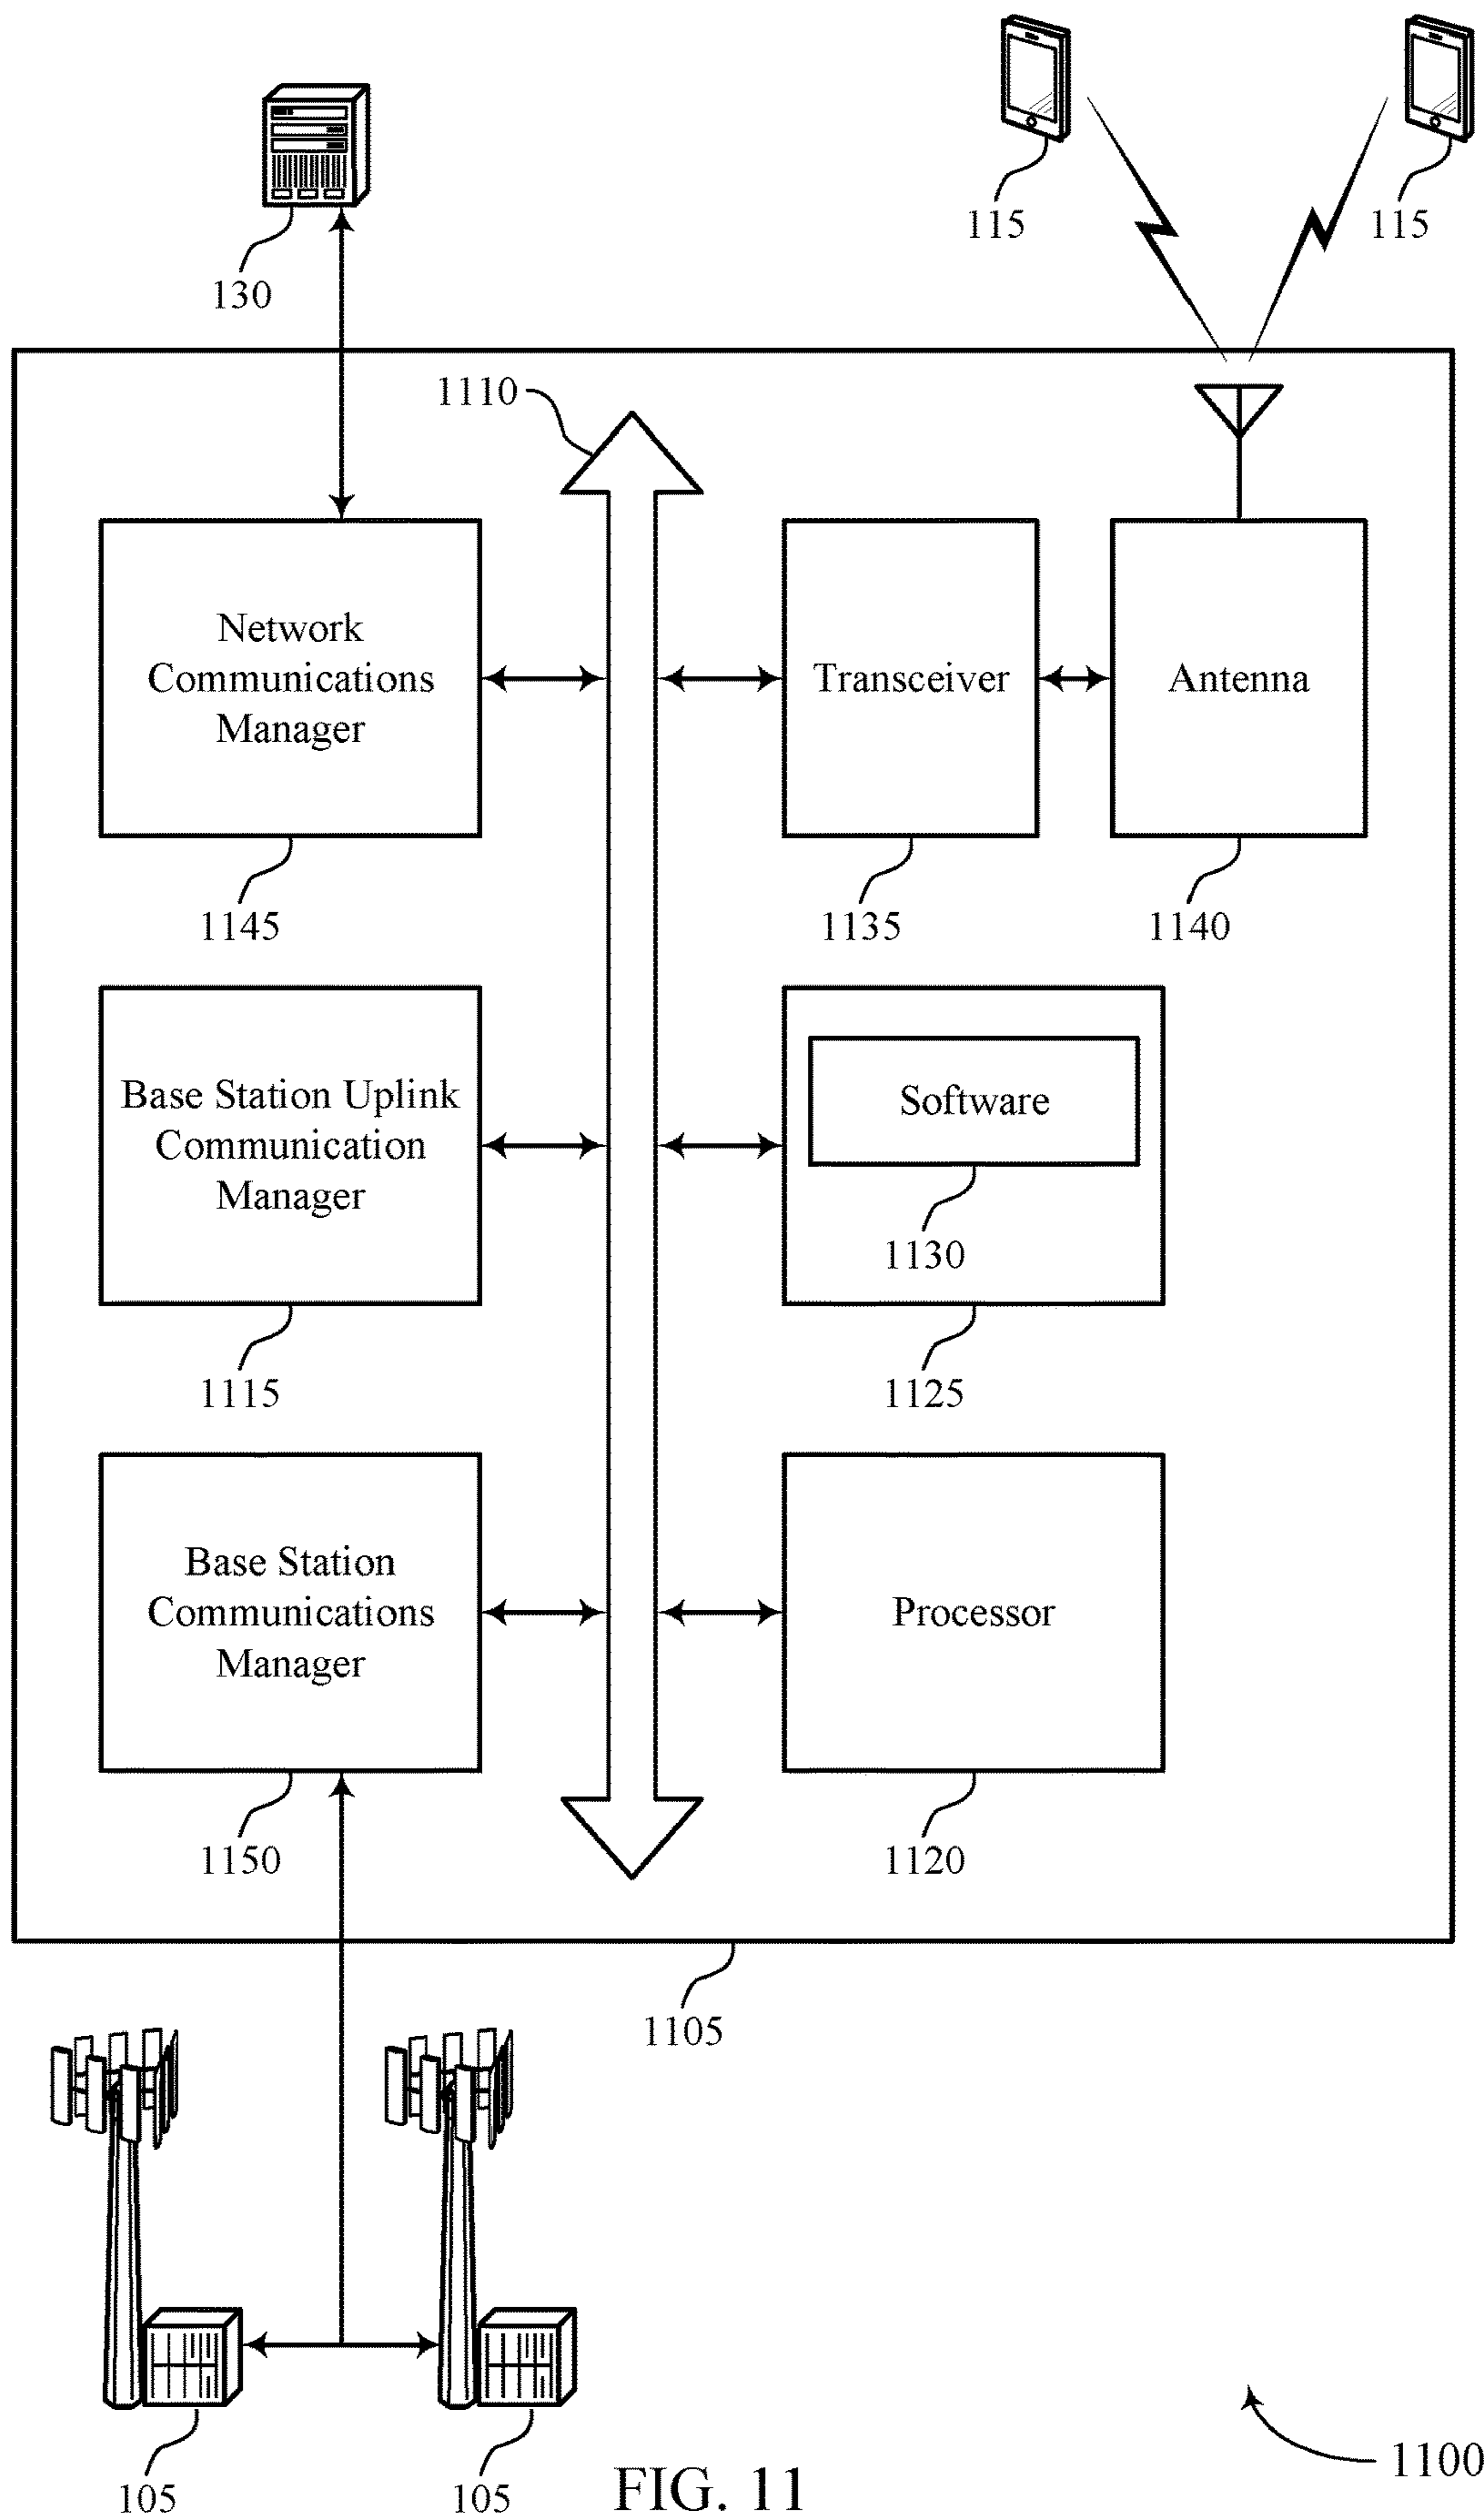 115
115
130
1110
Network
Communications
Manager
Transceiver
Antenna
1145
1135
1140
Base Station Uplink
Communication
Manager
Software
1130
1115
1125
Base Station
Communications
Manager
Processor
1150
1120
1105
105
105
FIG. 11
1100